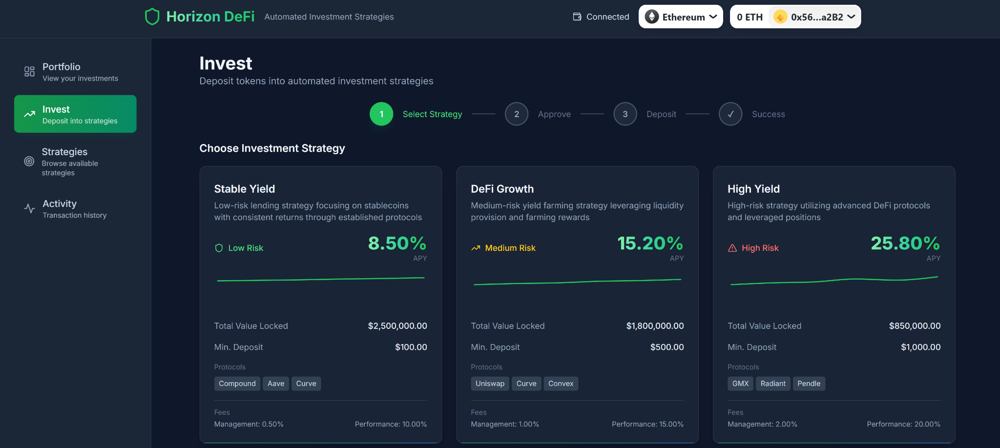 Horizon DeFi
Automated Investment Strategies
Connected
Ethereum
0 ETH
0x56...a2B2
Portfolio
View your investments
Invest
Deposit into strategies
Strategies
Browse available
strategies
Activity
Transaction history
Invest
Deposit tokens into automated investment strategies
1 Select Strategy
2 Approve
3 Deposit
✓ Success
Choose Investment Strategy
Stable Yield
Low-risk lending strategy focusing on stablecoins
with consistent returns through established protocols
Low Risk
8.50%
APY
Total Value Locked $2,500,000.00
Min. Deposit $100.00
Protocols
Compound Aave Curve
Fees
Management: 0.50% Performance: 10.00%
DeFi Growth
Medium-risk yield farming strategy leveraging liquidity
provision and farming rewards
Medium Risk
15.20%
APY
Total Value Locked $1,800,000.00
Min. Deposit $500.00
Protocols
Uniswap Curve Convex
Fees
Management: 1.00% Performance: 15.00%
High Yield
High-risk strategy utilizing advanced DeFi protocols
and leveraged positions
High Risk
25.80%
APY
Total Value Locked $850,000.00
Min. Deposit $1,000.00
Protocols
GMX Radiant Pendle
Fees
Management: 2.00% Performance: 20.00%